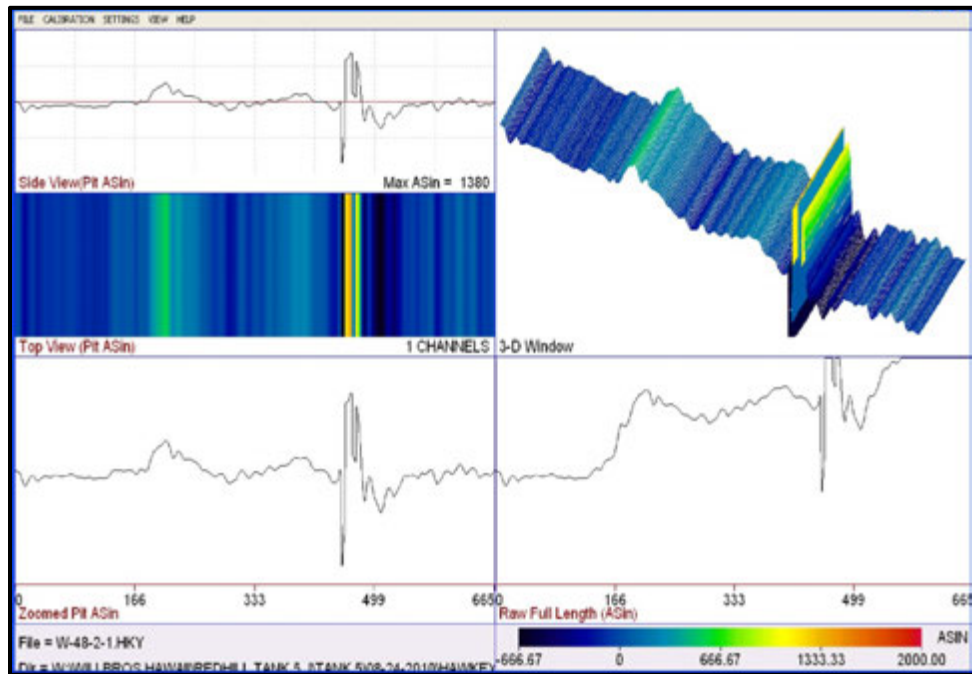 FILE CALIBRATION SETTINGS VIEW HELP
Side View(Pit ASin) Max ASin = 1380
Top View (Pit ASin) 1 CHANNELS
3-D Window
0 166 333 499 665
Zoomed Pit ASin
0 166 333 499 665
Raw Full Length (ASin)
File = W-48-2-1.HKY
-666.67 0 666.67 1333.33 2000.00
ASIN
Dir =